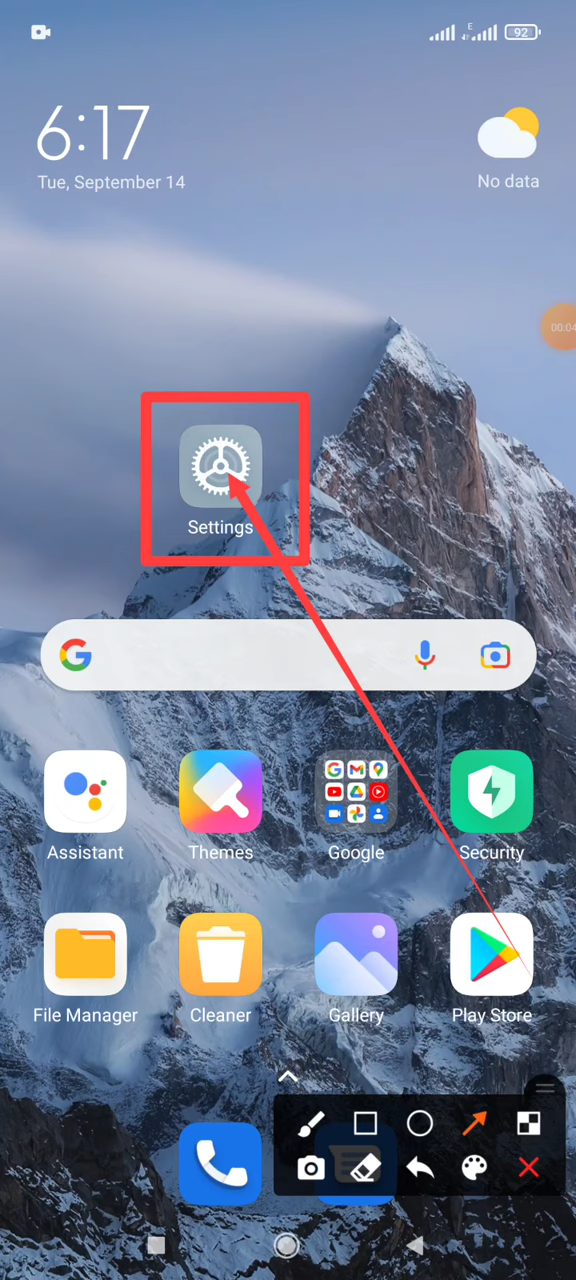 E
4G
92
6:17
Tue, September 14
No data
00:04
Settings
Assistant
Themes
Google
Security
File Manager
Cleaner
Gallery
Play Store